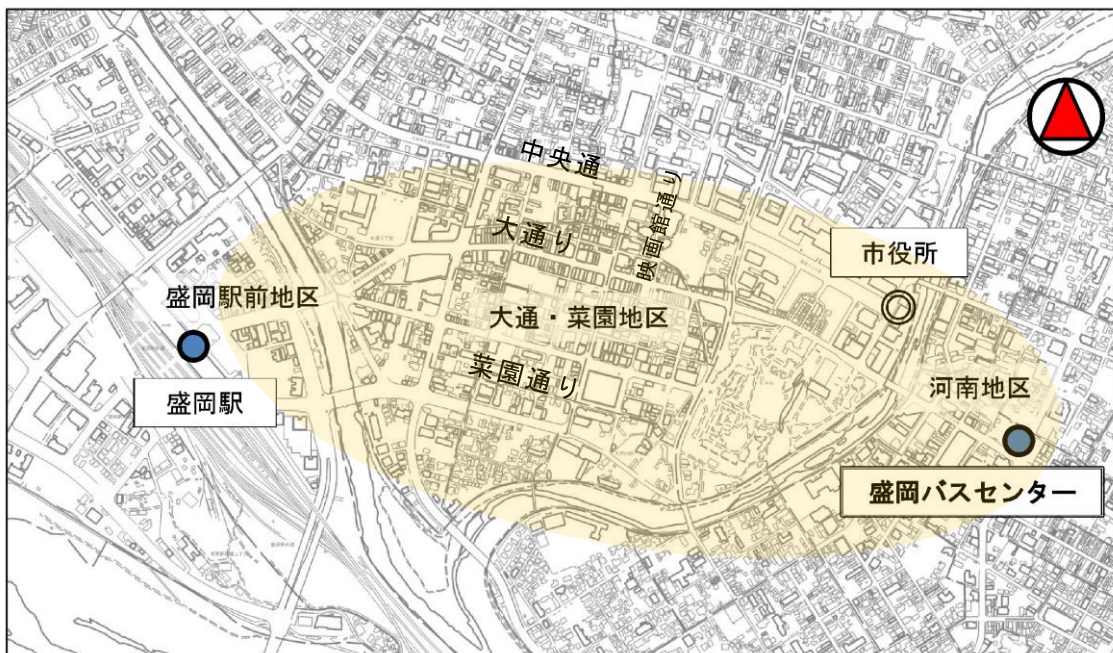 中央通
大通り
映画館通り
市役所
盛岡駅前地区
大通・菜園地区
菜園通り
盛岡駅
河南地区
盛岡バスセンター